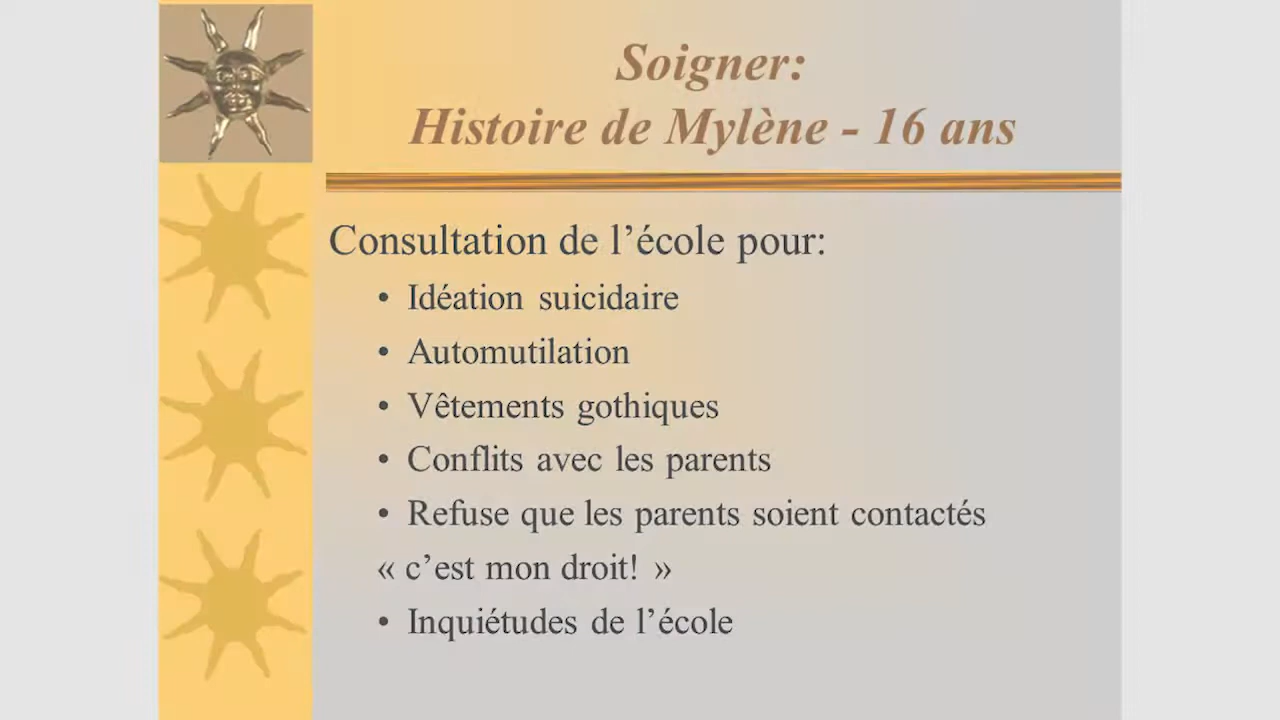 Soigner:
Histoire de Mylène - 16 ans
Consultation de l’école pour:
• Idéation suicidaire
• Automutilation
• Vêtements gothiques
• Conflits avec les parents
• Refuse que les parents soient contactés
« c’est mon droit! »
• Inquiétudes de l’école